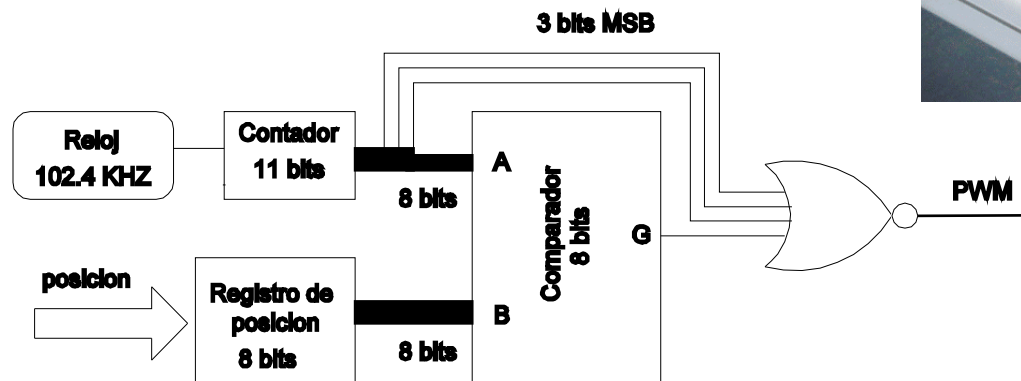 3 bits MSB
Reloj
102.4 KHZ
Contador
11 bits
A
8 bits
Comparador
8 bits
G
PWM
posicion
Registro de
posicion
8 bits
B
8 bits